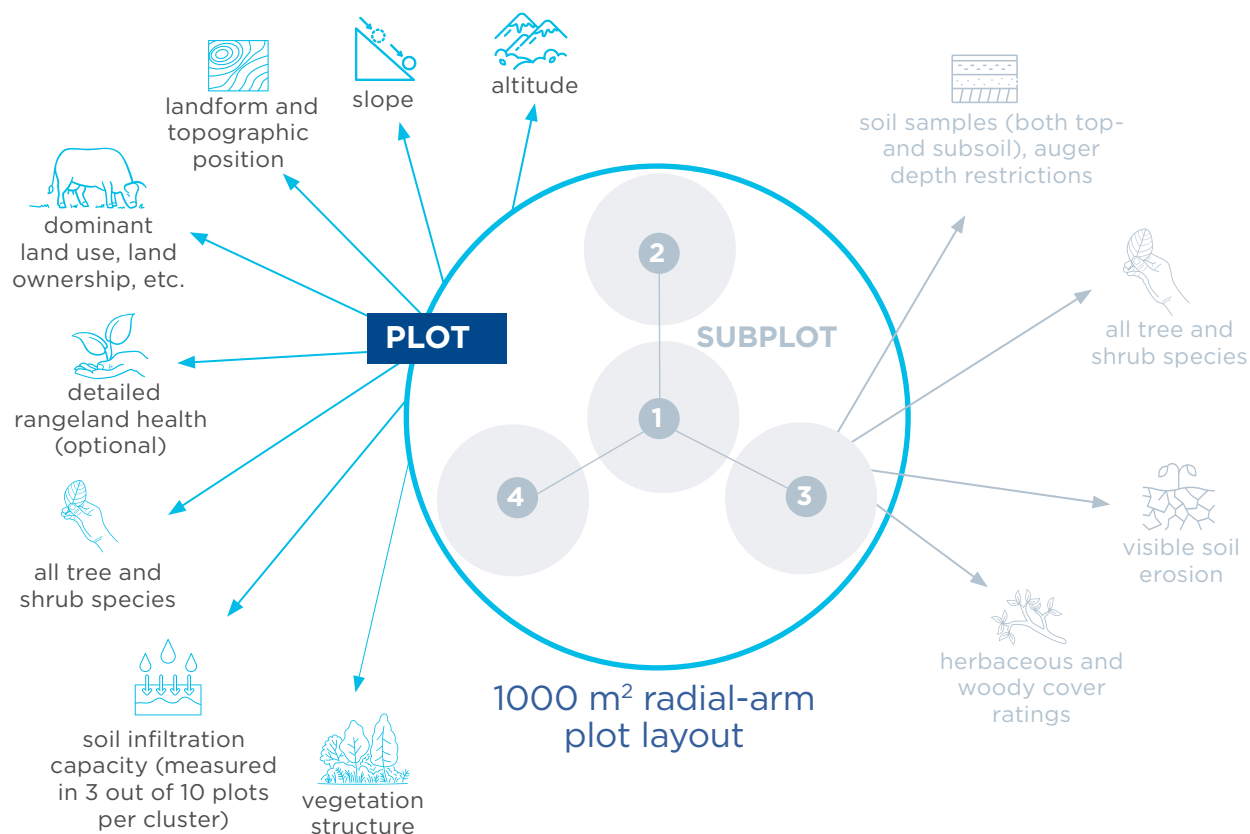 altitude
slope
landform and
topographic
position
dominant
land use, land
ownership, etc.
detailed
rangeland health
(optional)
all tree and
shrub species
soil infiltration
capacity (measured
in 3 out of 10 plots
per cluster)
vegetation
structure
PLOT
SUBPLOT
2
1
4
3
1000 m² radial-arm
plot layout
soil samples (both top-
and subsoil), auger
depth restrictions
all tree and
shrub species
visible soil
erosion
herbaceous and
woody cover
ratings